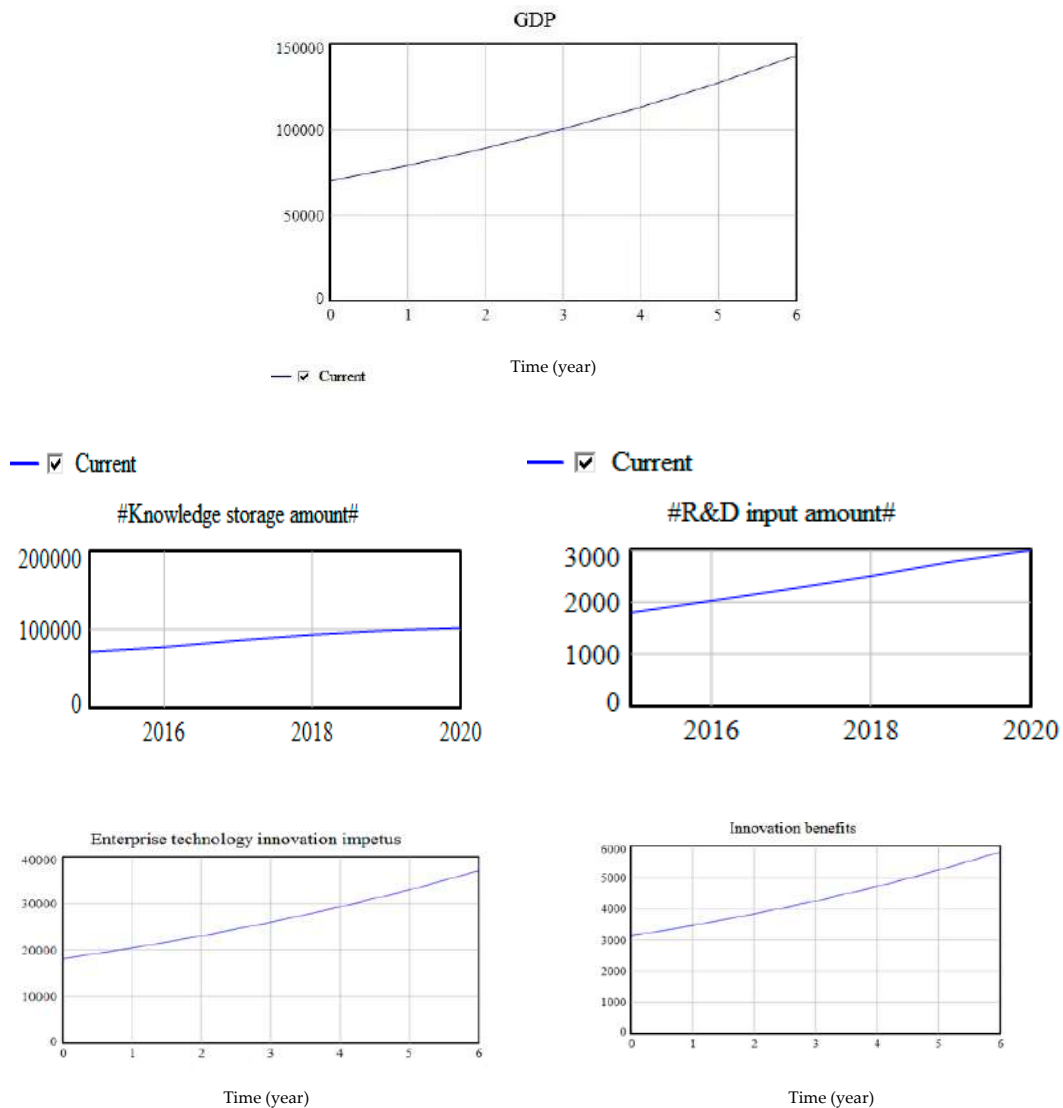 GDP
150000
100000
50000
0
0 1 2 3 4 5 6
Time (year)
Current
Current
Current
#Knowledge storage amount#
200000
100000
0
2016 2018 2020
#R&D input amount#
3000
2000
1000
0
2016 2018 2020
Enterprise technology innovation impetus
40000
30000
20000
10000
0
0 1 2 3 4 5 6
Time (year)
Innovation benefits
6000
5000
4000
3000
2000
1000
0
0 1 2 3 4 5 6
Time (year)